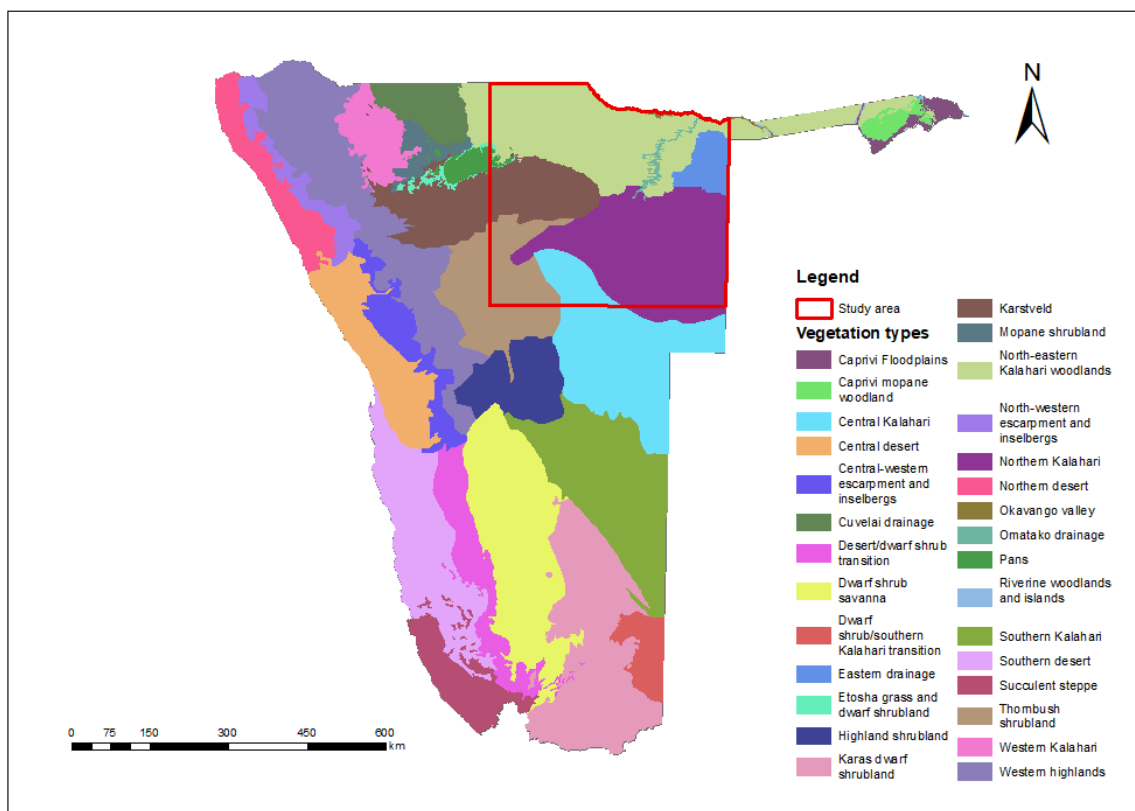 N
Legend
Study area
Vegetation types
Caprivi Floodplains
Caprivi mopane
woodland
Central Kalahari
Central desert
Central-western
escarpment and
inselbergs
Cuvelai drainage
Desert/dwarf shrub
transition
Dwarf shrub
savanna
Dwarf
shrub/southern
Kalahari transition
Eastern drainage
Etosha grass and
dwarf shrubland
Highland shrubland
Karas dwarf
shrubland
Karstveld
Mopane shrubland
North-eastern
Kalahari woodlands
North-western
escarpment and
inselbergs
Northern Kalahari
Northern desert
Okavango valley
Omatako drainage
Pans
Riverine woodlands
and islands
Southern Kalahari
Southern desert
Succulent steppe
Thornbush
shrubland
Western Kalahari
Western highlands
0 150 300 450 600
km